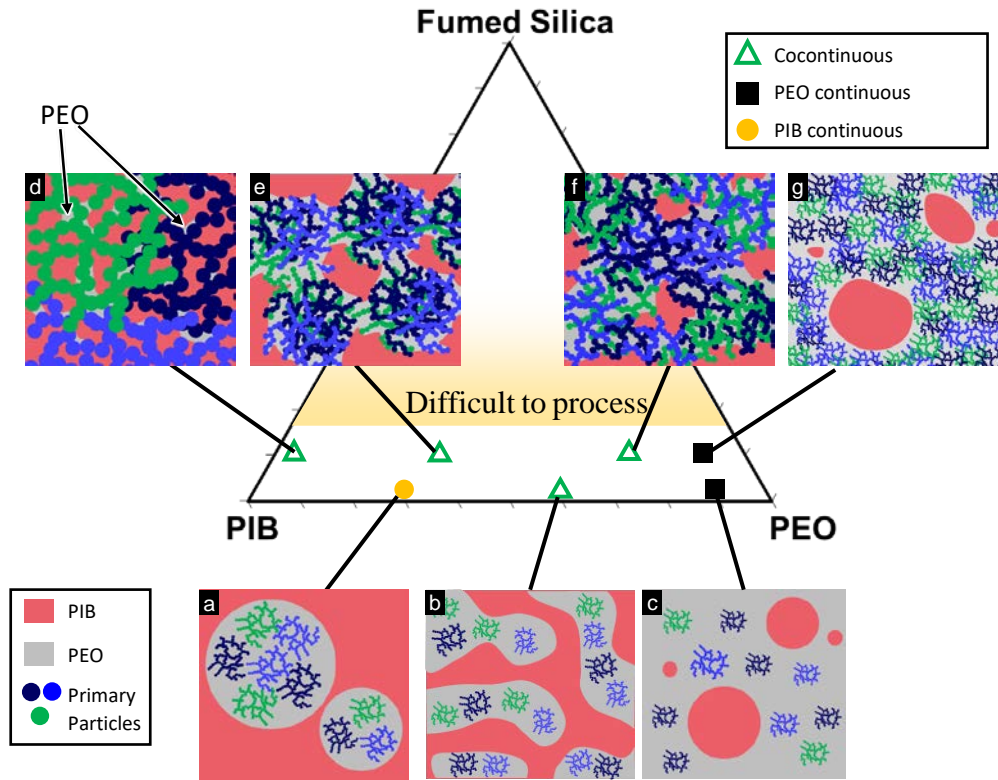 Fumed Silica
Cocontinuous
PEO continuous
PIB continuous
PEO
d
e
f
g
Difficult to process
PIB
PEO
PIB
PEO
Primary
Particles
a
b
c